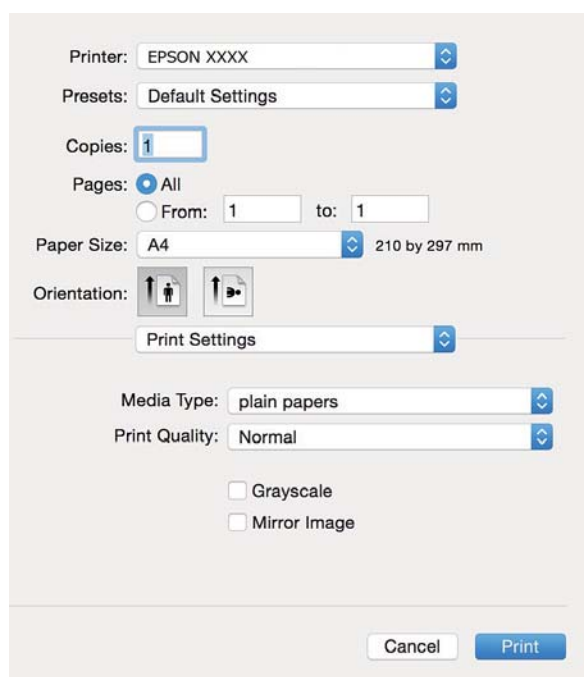 Printer: EPSON XXXX
Presets: Default Settings
Copies: 1
Pages: All
From: 1 to: 1
Paper Size: A4 210 by 297 mm
Orientation:
Print Settings
Media Type: plain papers
Print Quality: Normal
Grayscale
Mirror Image
Cancel Print